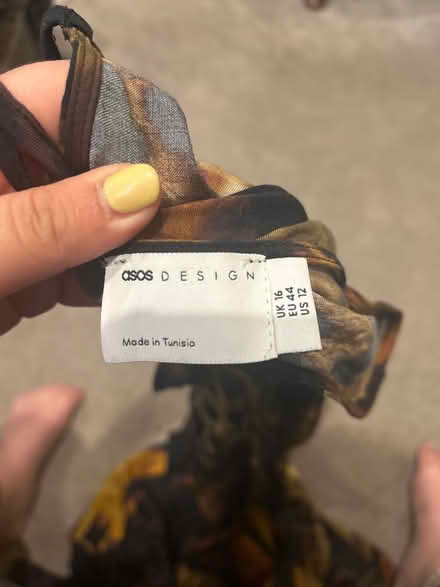 asos DESIGN
Made in Tunisia
UK 16
EU 44
US 12